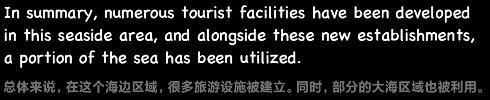 In summary, numerous tourist facilities have been developed
in this seaside area, and alongside these new establishments,
a portion of the sea has been utilized.
总体来说，在这个海边区域，很多旅游设施被建立。同时，部分的大海区域也被利用。